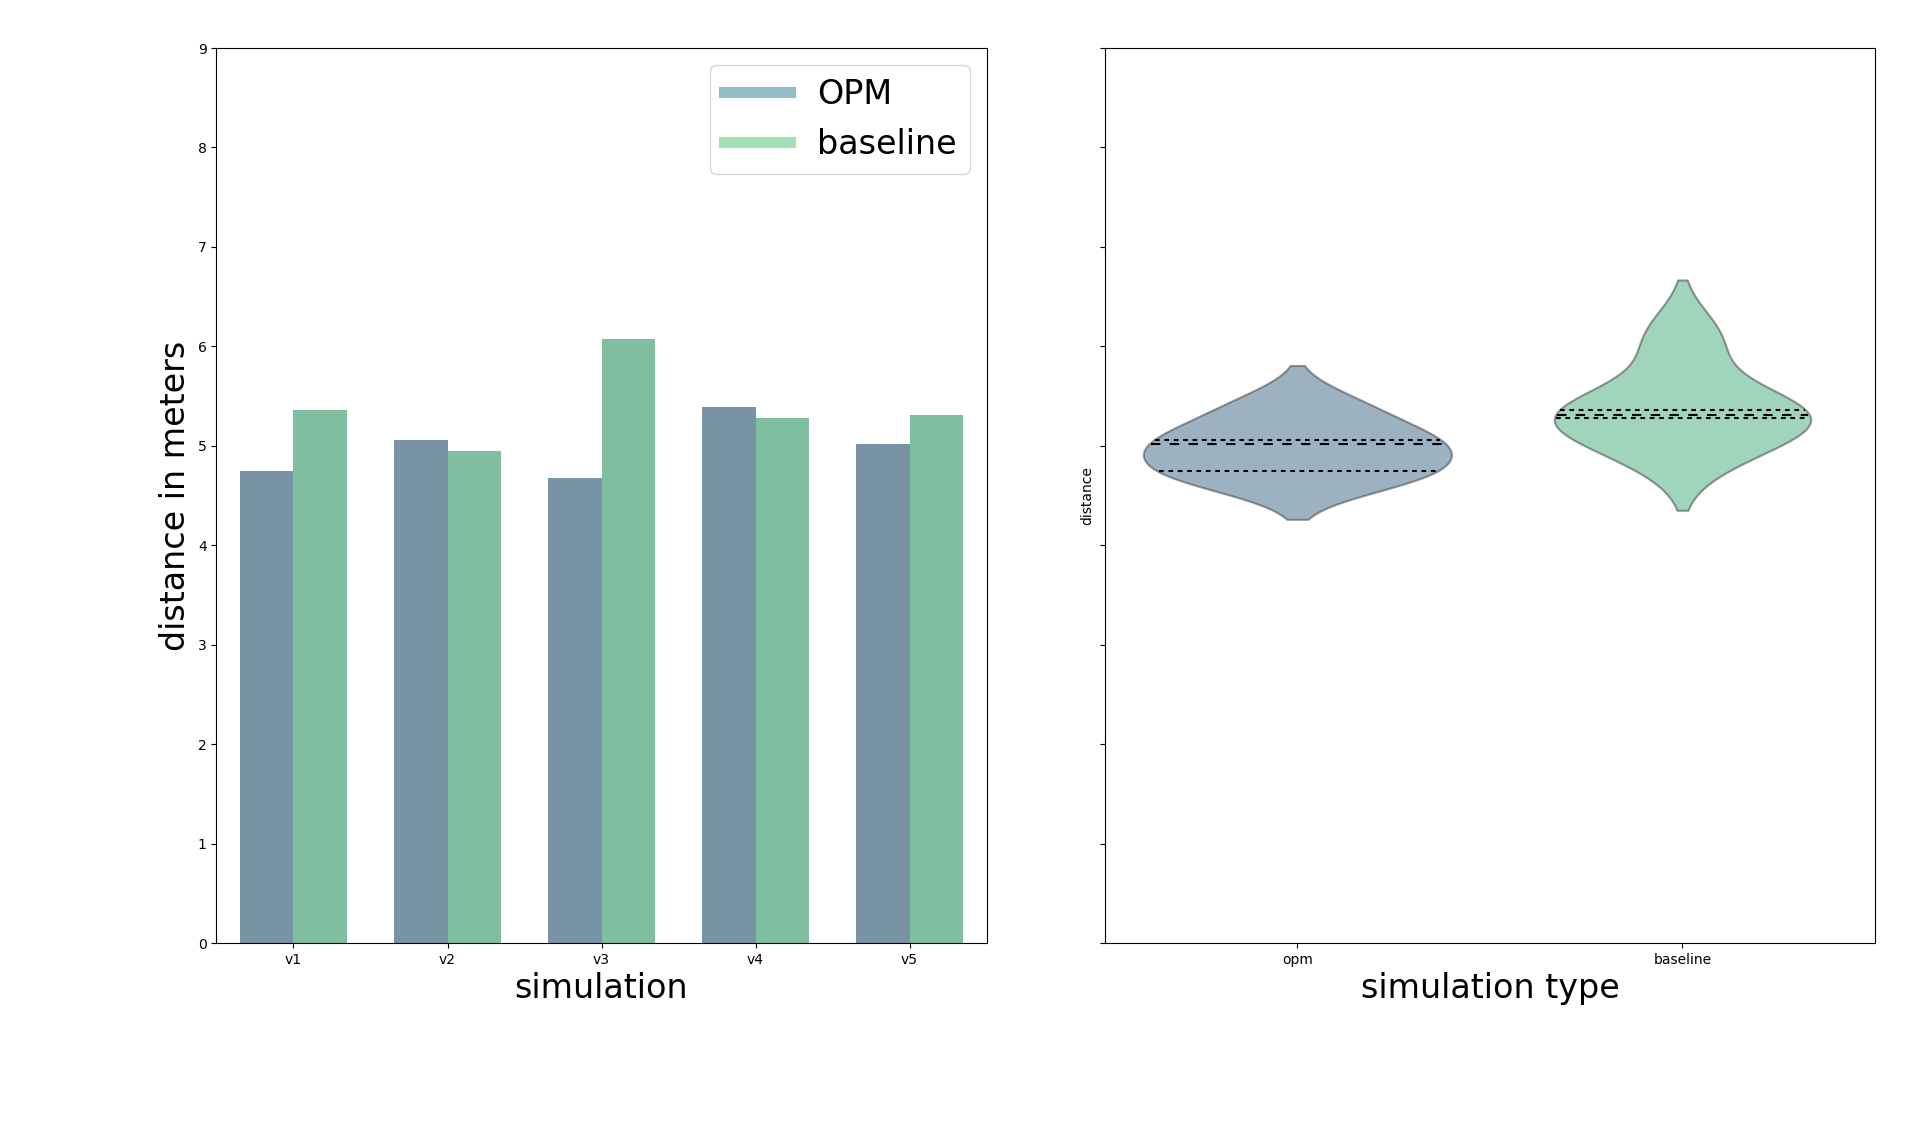 OPM
baseline
distance in meters
9
8
7
6
5
4
3
2
1
0
v1 v2 v3 v4 v5
simulation
distance
opm baseline
simulation type